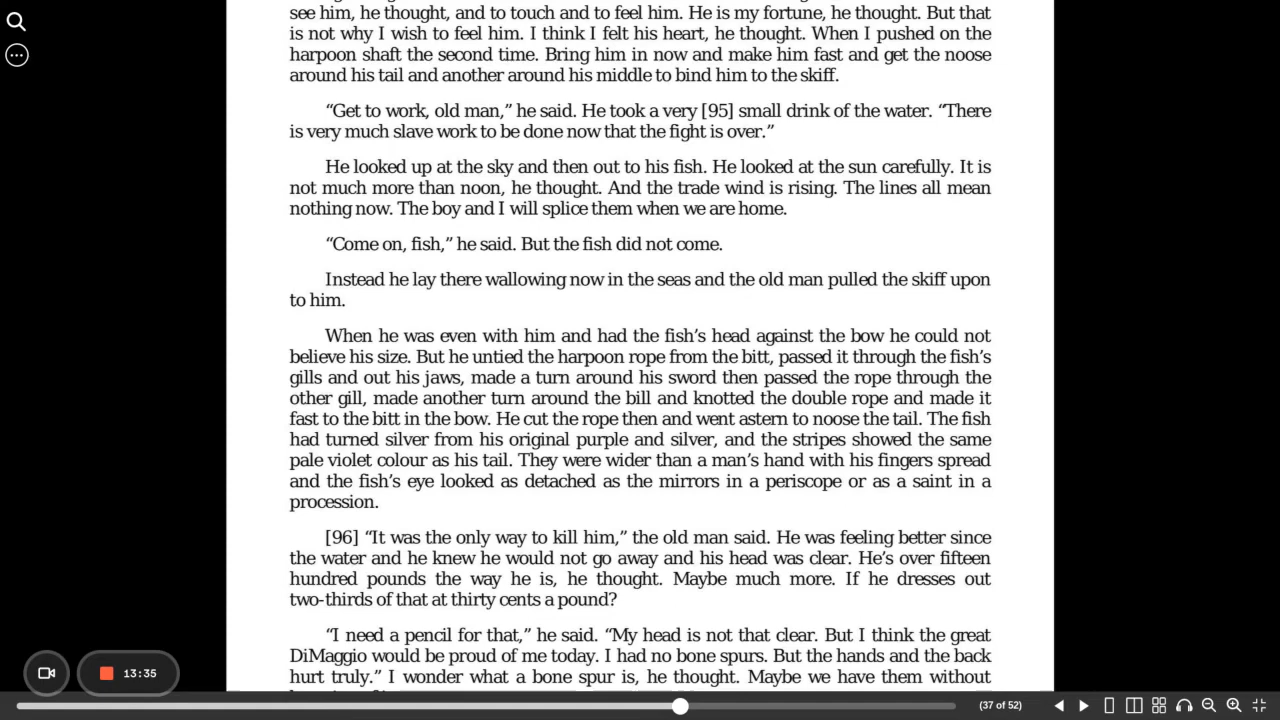 see him, he thought, and to touch and to feel him. He is my fortune, he thought. But that
is not why I wish to feel him. I think I felt his heart, he thought. When I pushed on the
harpoon shaft the second time. Bring him in now and make him fast and get the noose
around his tail and another around his middle to bind him to the skiff.
“Get to work, old man,” he said. He took a very [95] small drink of the water. “There
is very much slave work to be done now that the fight is over.”
He looked up at the sky and then out to his fish. He looked at the sun carefully. It is
not much more than noon, he thought. And the trade wind is rising. The lines all mean
nothing now. The boy and I will splice them when we are home.
“Come on, fish,” he said. But the fish did not come.
Instead he lay there wallowing now in the seas and the old man pulled the skiff upon
to him.
When he was even with him and had the fish’s head against the bow he could not
believe his size. But he untied the harpoon rope from the bitt, passed it through the fish’s
gills and out his jaws, made a turn around his sword then passed the rope through the
other gill, made another turn around the bill and knotted the double rope and made it
fast to the bitt in the bow. He cut the rope then and went astern to noose the tail. The fish
had turned silver from his original purple and silver, and the stripes showed the same
pale violet colour as his tail. They were wider than a man’s hand with his fingers spread
and the fish’s eye looked as detached as the mirrors in a periscope or as a saint in a
procession.
[96] “It was the only way to kill him,” the old man said. He was feeling better since
the water and he knew he would not go away and his head was clear. He’s over fifteen
hundred pounds the way he is, he thought. Maybe much more. If he dresses out
two-thirds of that at thirty cents a pound?
“I need a pencil for that,” he said. “My head is not that clear. But I think the great
DiMaggio would be proud of me today. I had no bone spurs. But the hands and the back
hurt truly.” I wonder what a bone spur is, he thought. Maybe we have them without
13:35
(37 of 52)